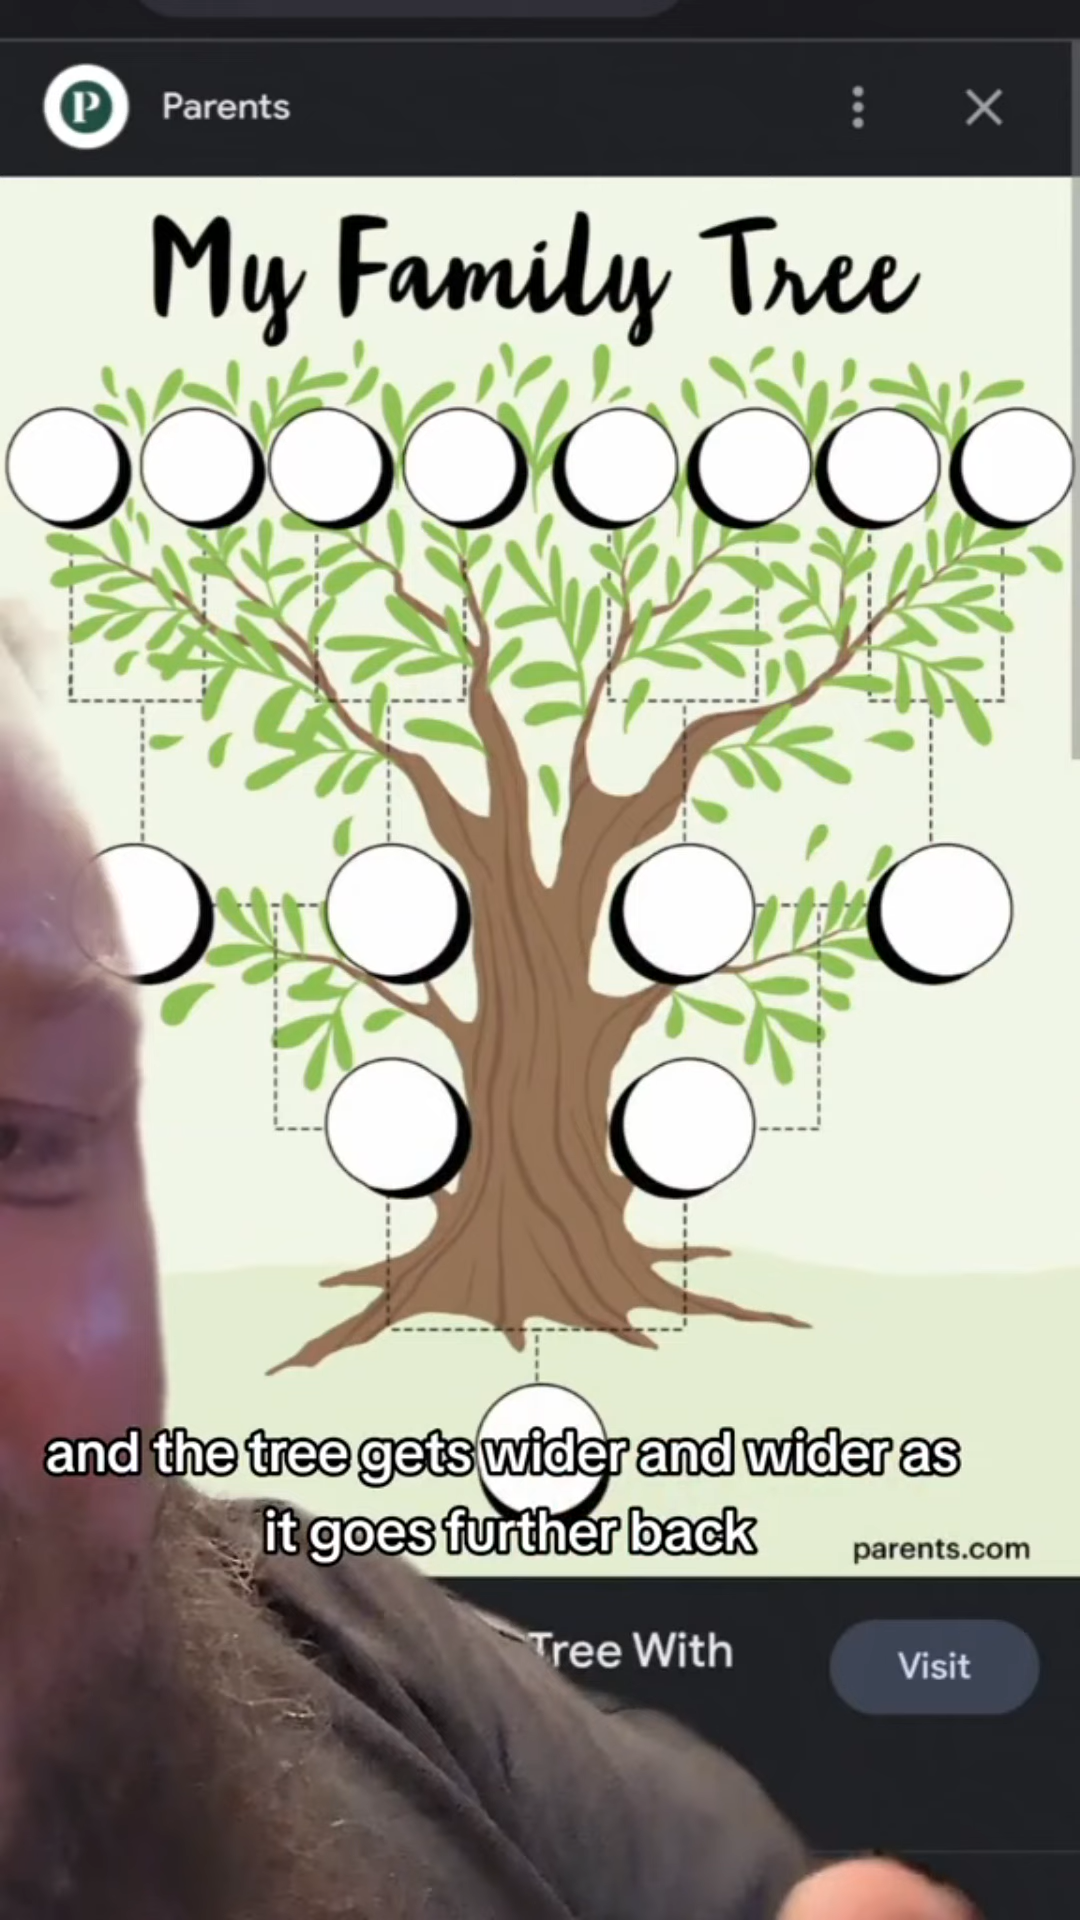 P
Parents
My Family Tree
and the tree gets wider and wider as
it goes further back
parents.com
Tree With
Visit